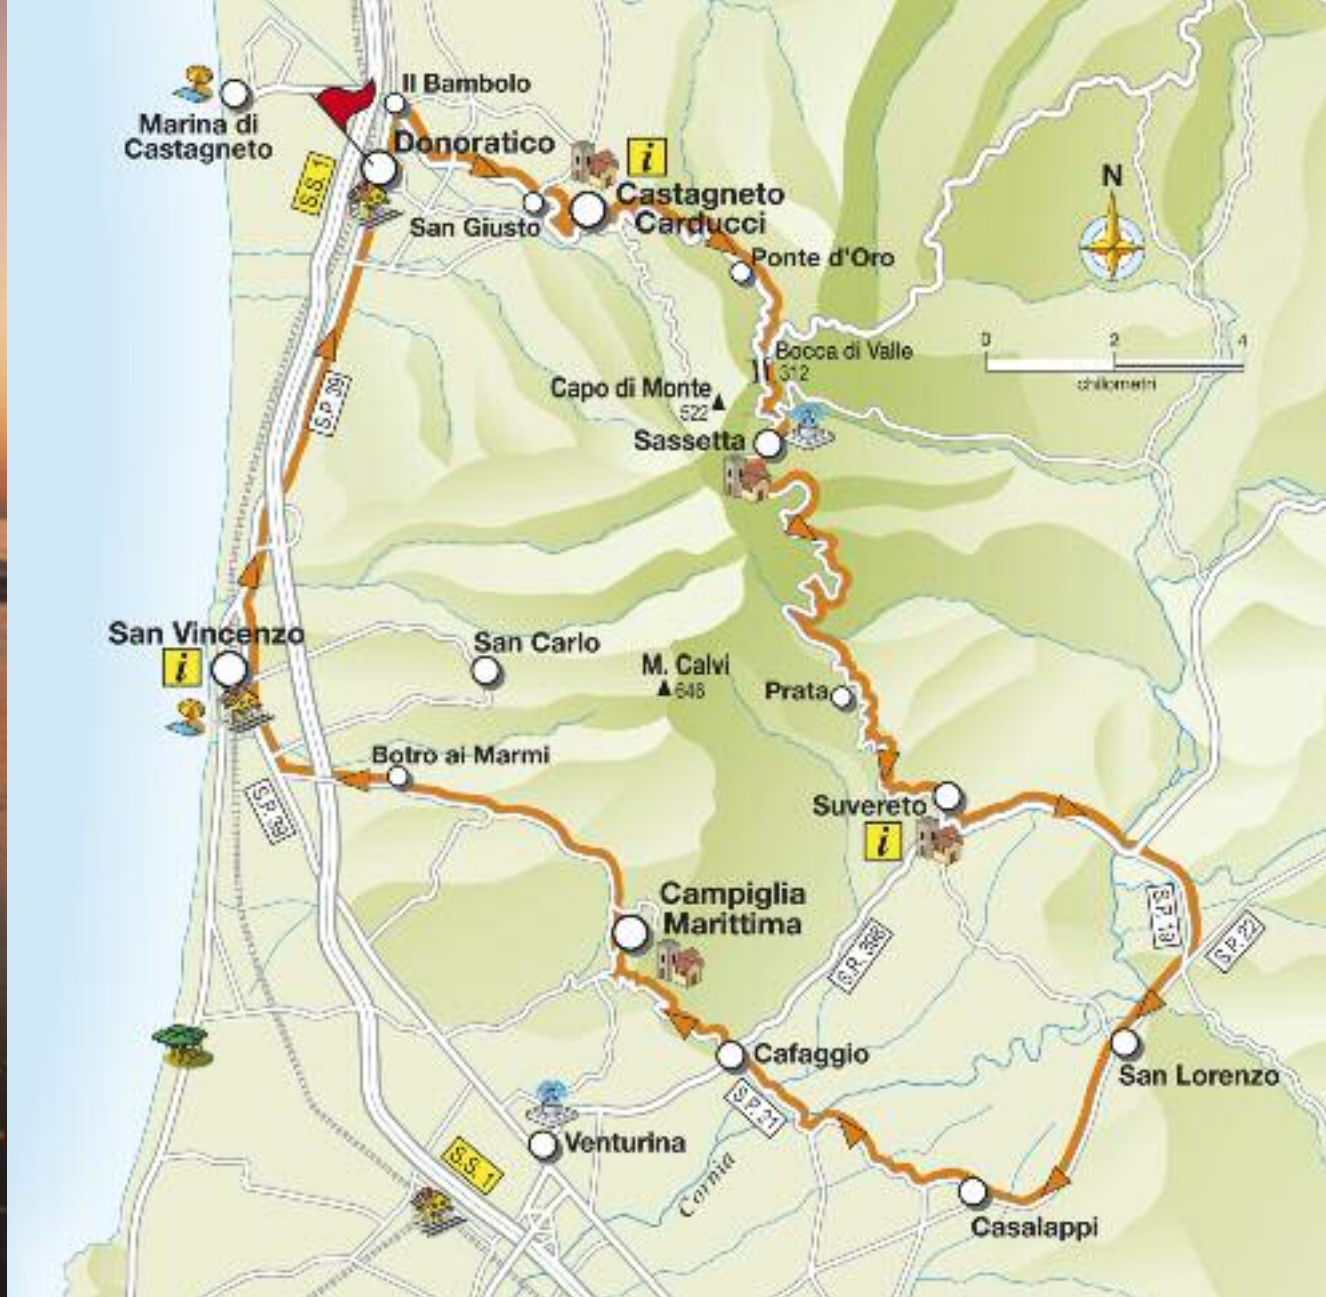 Il Bambolo
Marina di
Castagneto
Donoratico
i
S.S. 1
Castagneto
Carducci
San Giusto
N
Ponte d'Oro
0 2 4
chilometri
Bocca di Valle
312
Capo di Monte
522
S.P. 39
Sassetta
San Vincenzo
i
San Carlo
M. Calvi
646
Prata
Botro ai Marmi
S.P. 39
Suvereto
i
Campiglia
Marittima
S.P. 19
S.P. 22
S.R. 398
Cafaggio
San Lorenzo
S.P. 21
Venturina
S.S. 1
Cornia
Casalappi